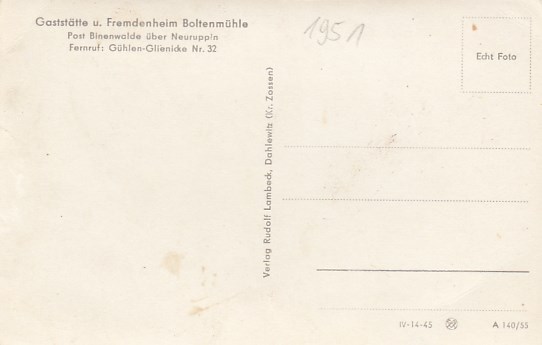 Gaststätte u. Fremdenheim Boltenmühle
Post Binenwalde über Neuruppin
Fernruf: Gühlen-Glienicke Nr. 32
1951
Echt Foto
Verlag Rudolf Lambeck, Dahlewitz (Kr. Zossen)
IV-14-45
A 140/55